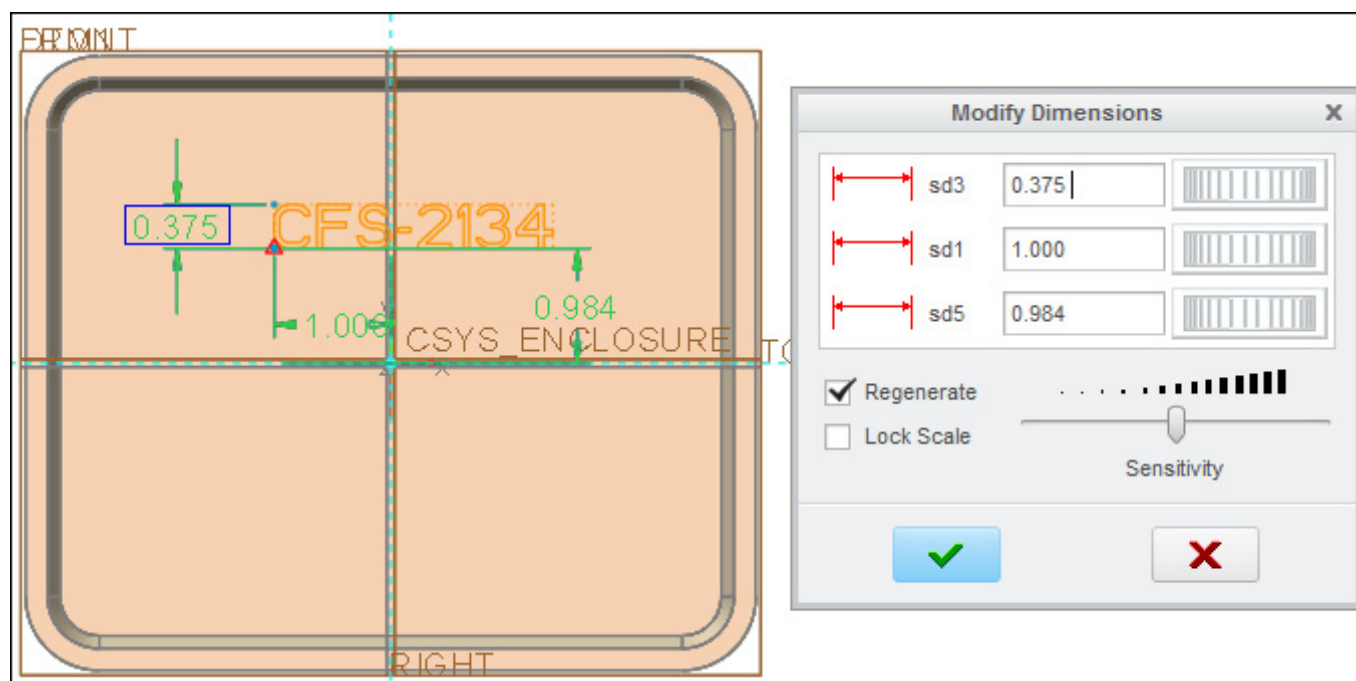 FRONT
Modify Dimensions
sd3 0.375
0.375
CFS-2134
sd1 1.000
0.984
sd5 0.984
1.000
CSYS_ENCLOSURE
X
Regenerate
Lock Scale
Sensitivity
RIGHT